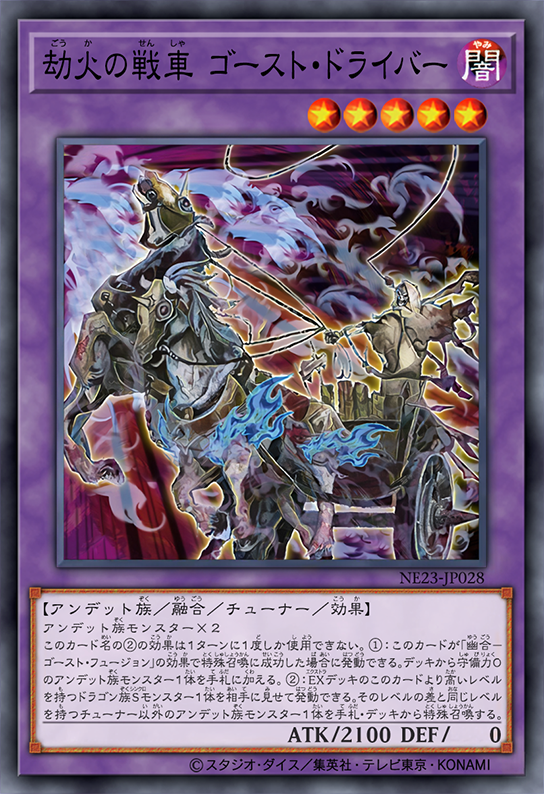 劫火の戦車 ゴースト・ドライバー
闇
NE23-JP028
【アンデット族/融合/チューナー/効果】
アンデット族モンスター×2
このカード名の②の効果は1ターンに1度しか使用できない。①:このカードが「幽合-
ゴースト・フュージョン」の効果で特殊召喚に成功した場合に発動できる。デッキから守備力0
のアンデット族モンスター1体を手札に加える。②:EXデッキのこのカードより高いレベル
を持つドラゴン族Sモンスター1体を相手に見せて発動できる。そのレベルの差と同じレベル
を持つチューナー以外のアンデット族モンスター1体を手札・デッキから特殊召喚する。
ATK/2100 DEF/ 0
©スタジオ・ダイス/集英社・テレビ東京・KONAMI